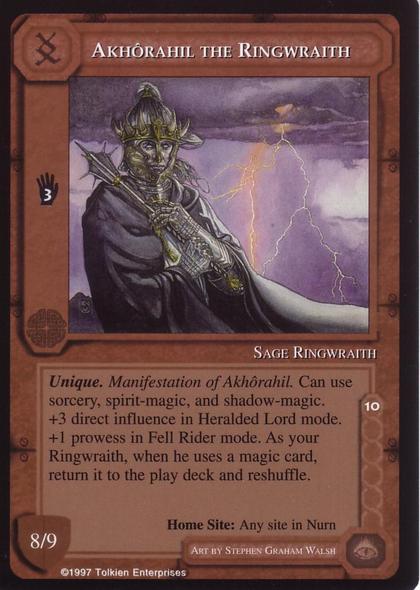 Akhôrahil the Ringwraith
3
Sage Ringwraith
Unique. Manifestation of Akhôrahil. Can use
sorcery, spirit-magic, and shadow-magic.
+3 direct influence in Heralded Lord mode.
+1 prowess in Fell Rider mode. As your
Ringwraith, when he uses a magic card,
return it to the play deck and reshuffle.
10
Home Site: Any site in Nurn
8/9
Art by Stephen Graham Walsh
©1997 Tolkien Enterprises